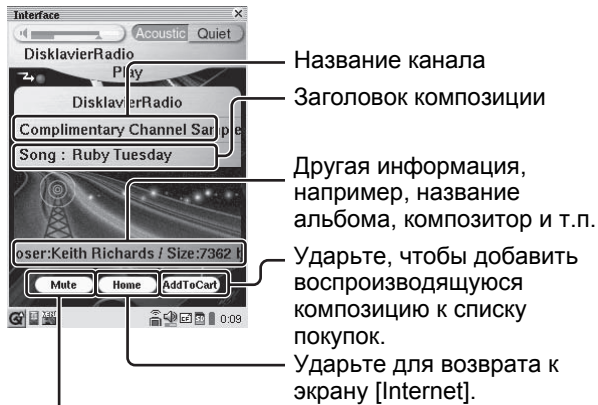 Interface ×
Acoustic Quiet
DisklavierRadio
Play
DisklavierRadio
Complimentary Channel Sample
Song : Ruby Tuesday
oser:Keith Richards / Size:7362
Mute Home AddToCart
0:09
Название канала
Заголовок композиции
Другая информация,
например, название
альбома, композитор и т.п.
Ударьте, чтобы добавить
воспроизводящуюся
композицию к списку
покупок.
Ударьте для возврата к
экрану [Internet].